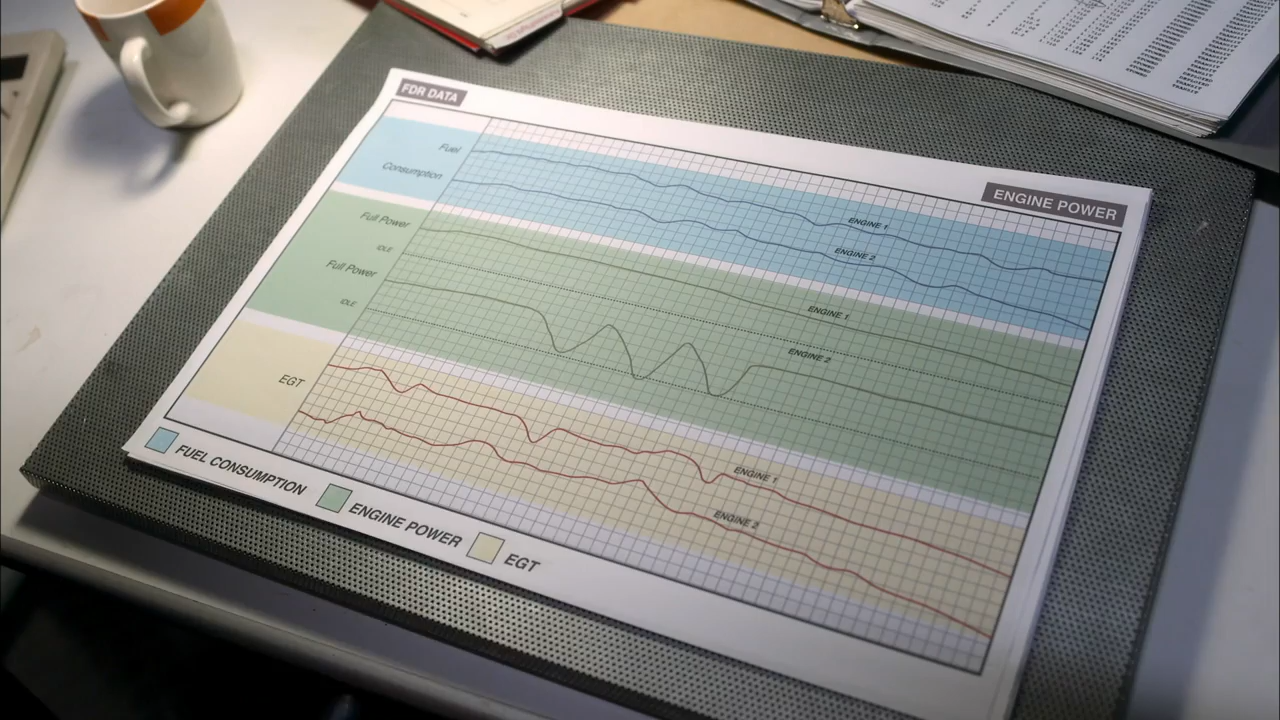 FDR DATA
ENGINE POWER
Fuel
Consumption
ENGINE 1
ENGINE 2
Full Power
IDLE
ENGINE 1
Full Power
IDLE
ENGINE 2
EGT
ENGINE 1
ENGINE 2
FUEL CONSUMPTION
ENGINE POWER
EGT